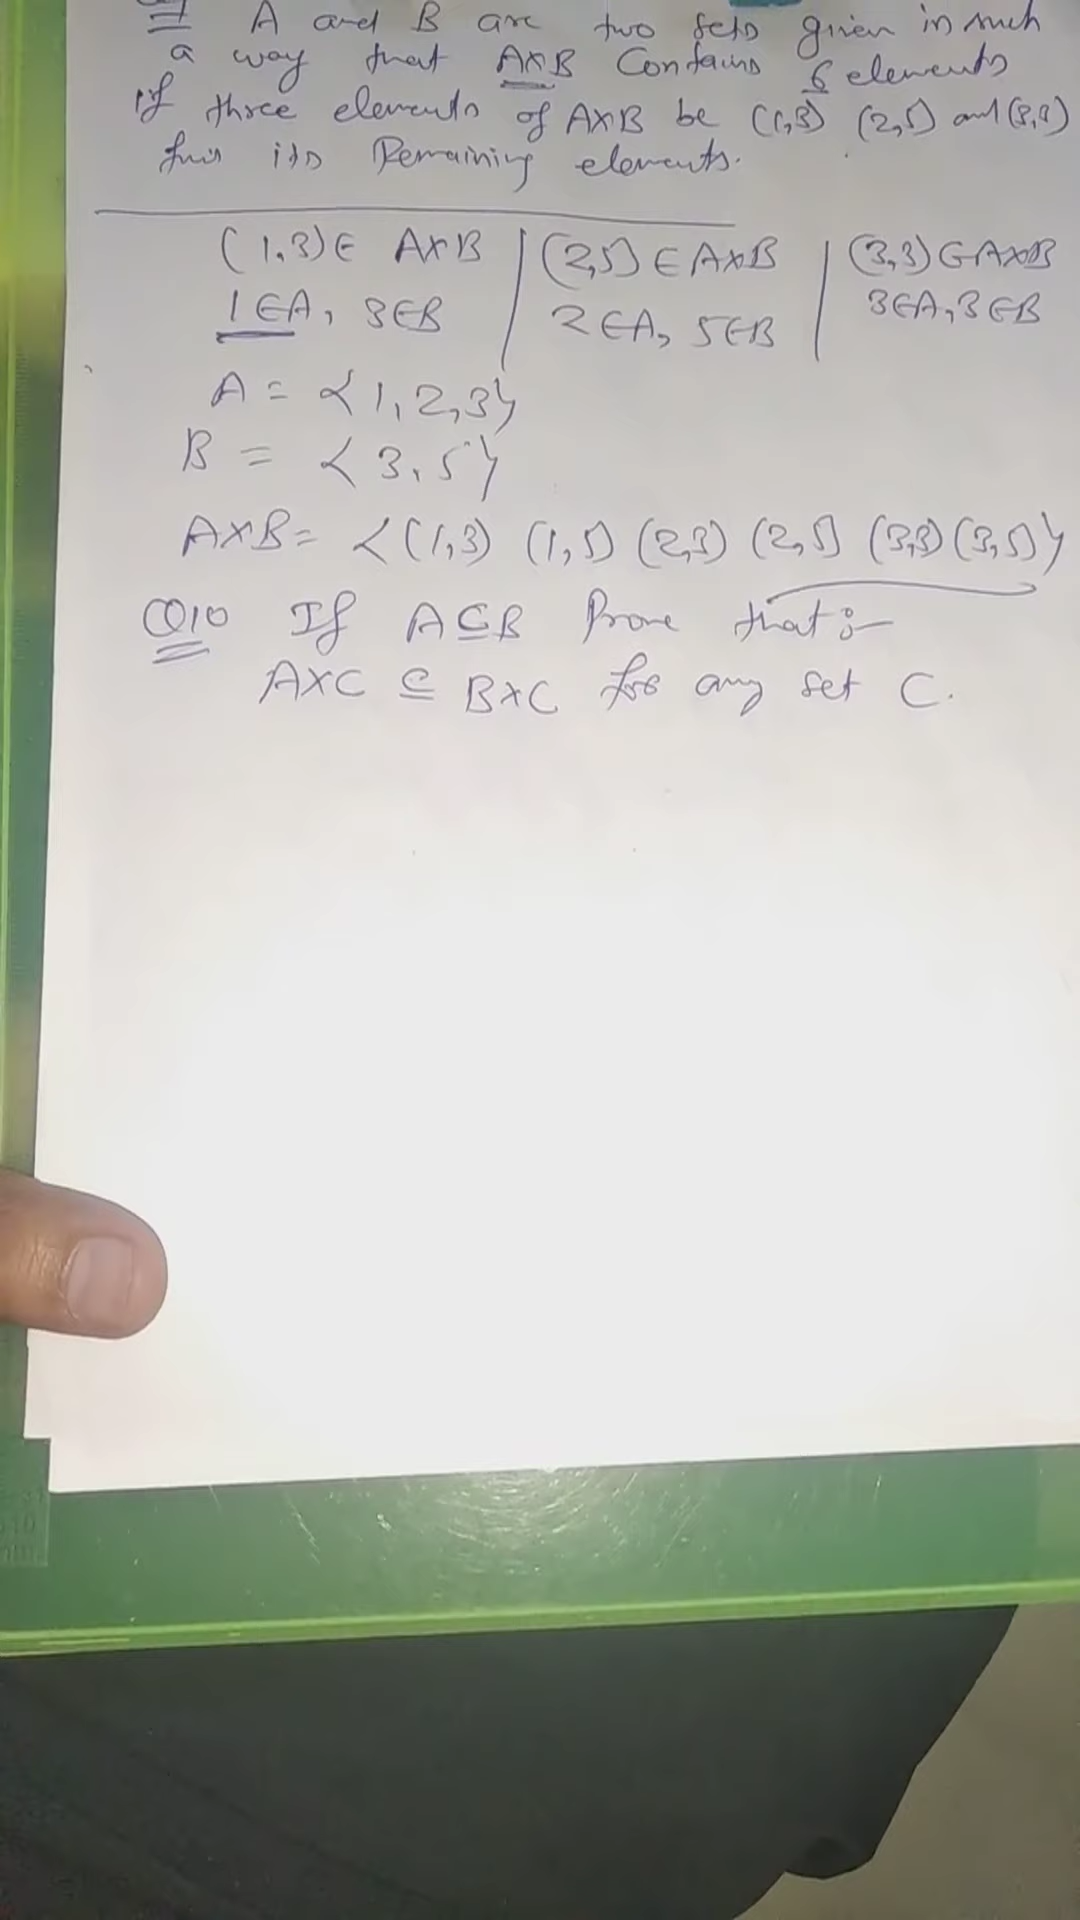 A and B are two sets given in such
a way that A×B Contains 6 elements
if three elements of A×B be (1,3) (2,5) and (3,3)
its Remaining elements.
(1,3)∈ A×B | (2,5) ∈ A×B | (3,3)∈A×B
1∈A, 3∈B | 2∈A, 5∈B | 3∈A, 3∈B
A = {1,2,3}
B = {3,5}
A×B= {(1,3) (1,5) (2,3) (2,5) (3,3) (3,5)}
Q10 If A⊆B Prove that:-
A×C ⊆ B×C for any set C.